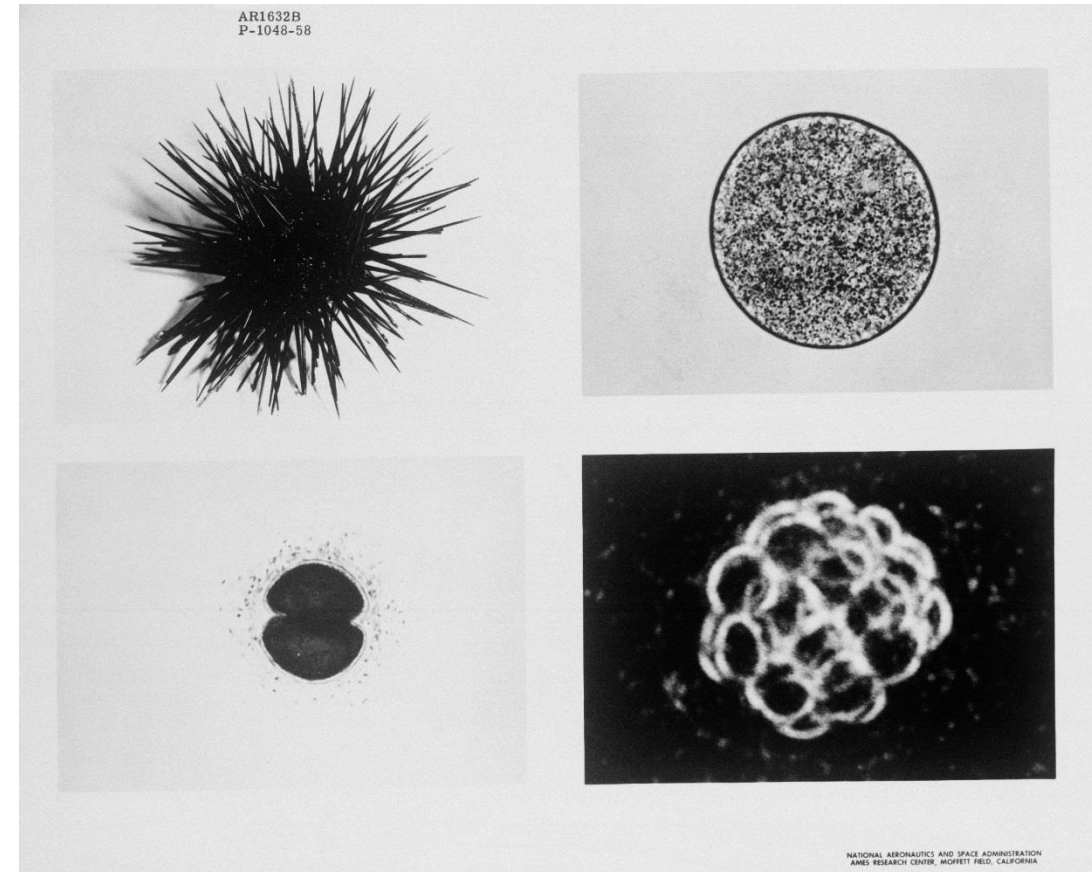 AR1632B
P-1048-58
NATIONAL AERONAUTICS AND SPACE ADMINISTRATION
AMES RESEARCH CENTER, MOFFETT FIELD, CALIFORNIA